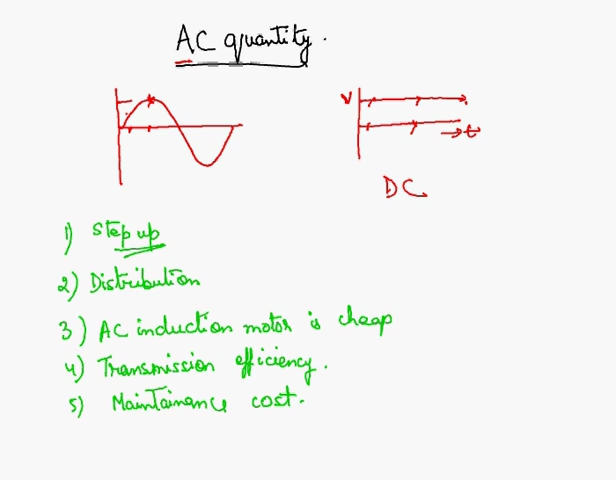 AC quantity.
V
t
DC
1) Step up
2) Distribution
3) AC induction motor is cheap
4) Transmission efficiency.
5) Maintainance cost.